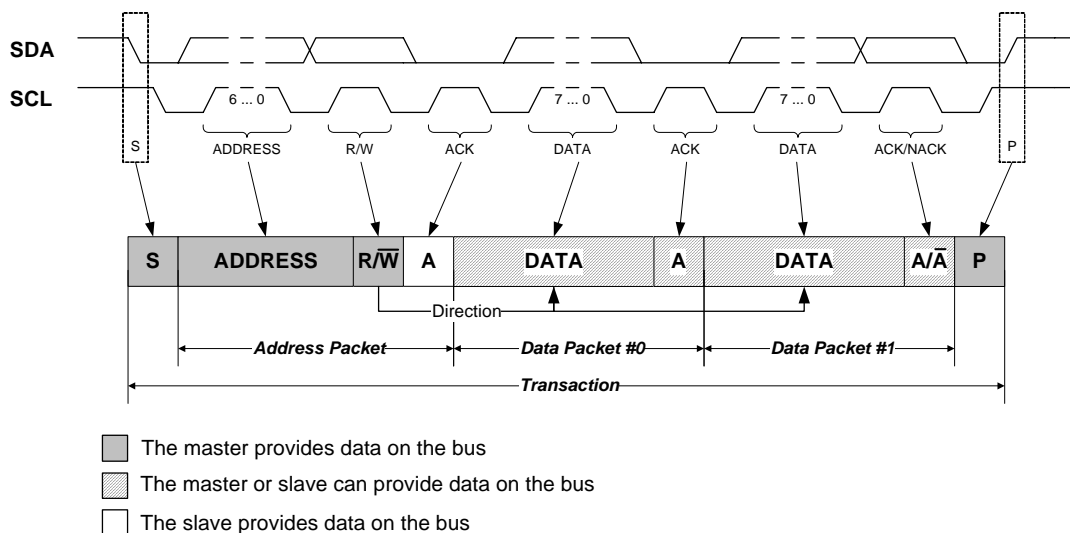 SDA
SCL
6 ... 0
7 ... 0
7 ... 0
S
ADDRESS
R/W
ACK
DATA
ACK
DATA
ACK/NACK
P
S
ADDRESS
R/W̅
A
DATA
A
DATA
A/A̅
P
Direction
Address Packet
Data Packet #0
Data Packet #1
Transaction
The master provides data on the bus
The master or slave can provide data on the bus
The slave provides data on the bus